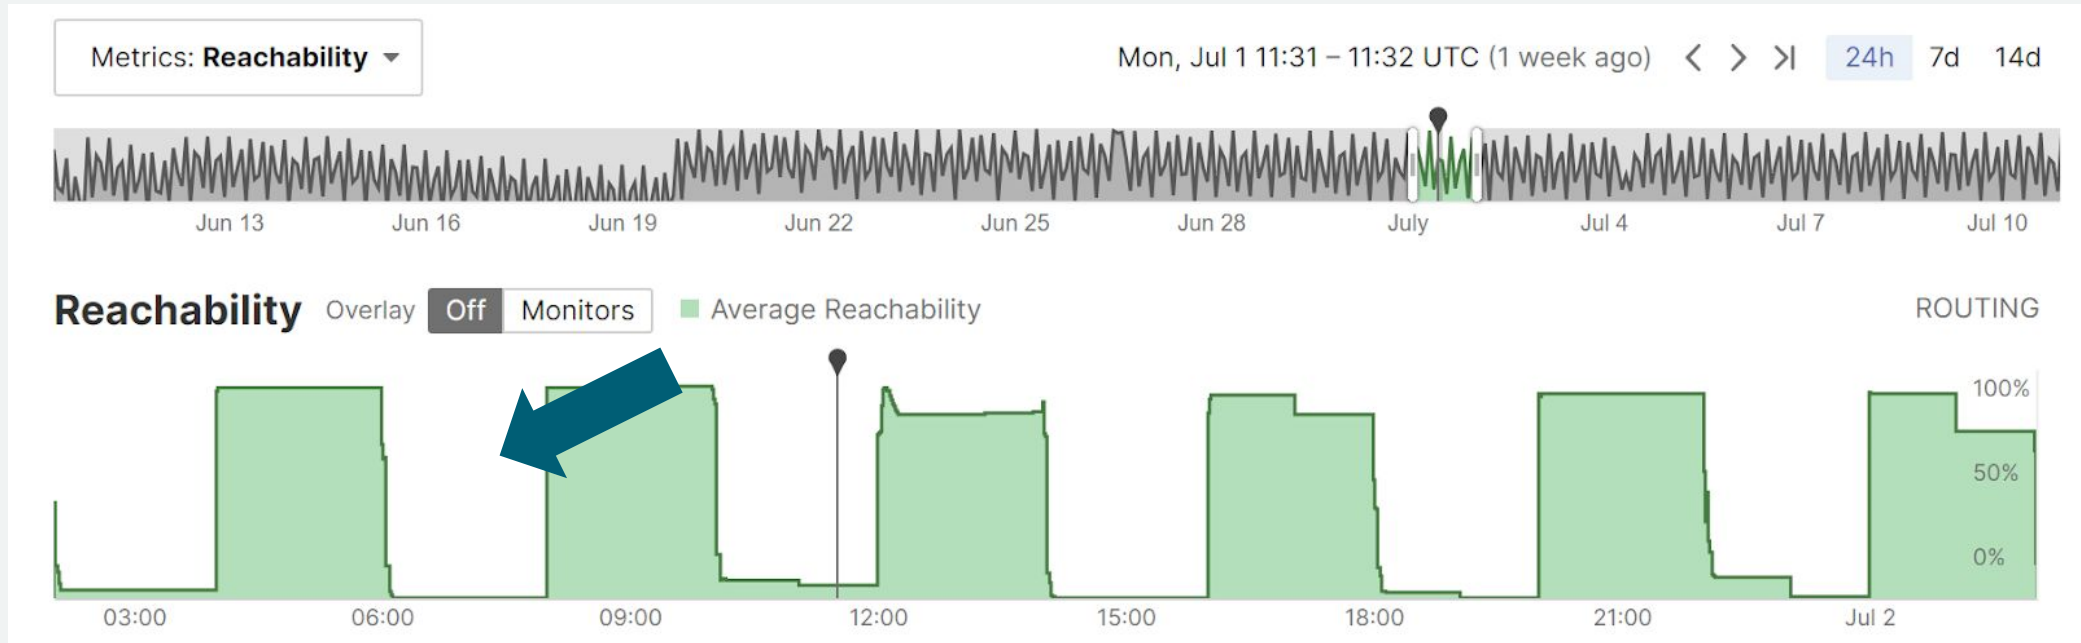 Metrics: Reachability
Mon, Jul 1 11:31 – 11:32 UTC (1 week ago) 24h 7d 14d
Jun 13 Jun 16 Jun 19 Jun 22 Jun 25 Jun 28 July Jul 4 Jul 7 Jul 10
Reachability Overlay Off Monitors Average Reachability ROUTING
100%
50%
0%
03:00 06:00 09:00 12:00 15:00 18:00 21:00 Jul 2